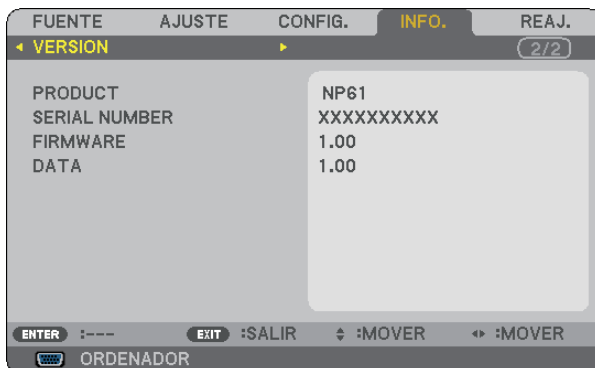 FUENTE AJUSTE CONFIG. INFO. REAJ.
VERSION 2/2
PRODUCT NP61
SERIAL NUMBER XXXXXXXXXX
FIRMWARE 1.00
DATA 1.00
ENTER :--- EXIT :SALIR :MOVER :MOVER
ORDENADOR